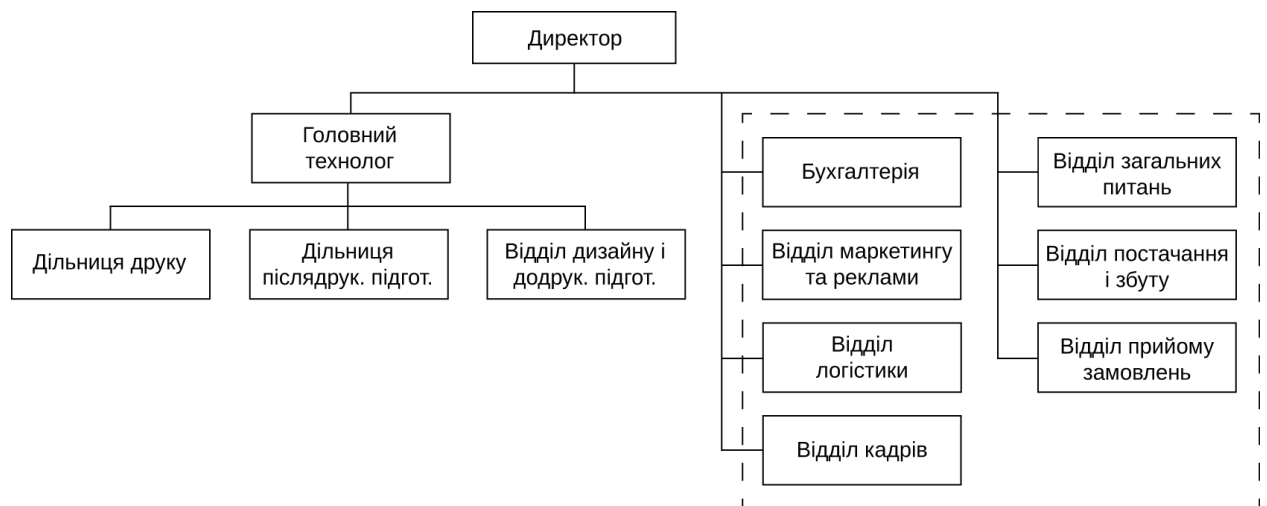 Директор
Головний
технолог
Дільниця друку
Дільниця
післядрук. підгот.
Відділ дизайну і
додрук. підгот.
Бухгалтерія
Відділ маркетингу
та реклами
Відділ
логістики
Відділ кадрів
Відділ загальних
питань
Відділ постачання
і збуту
Відділ прийому
замовлень